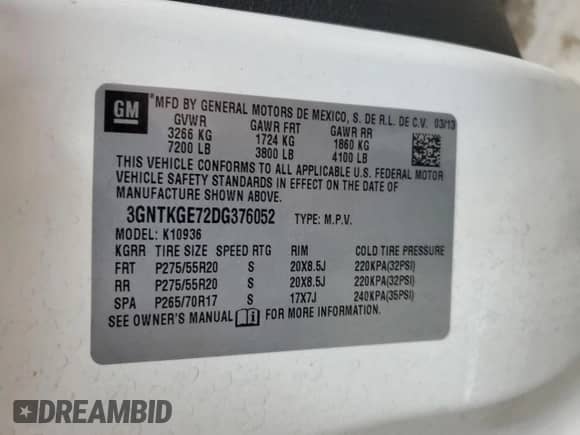 GM
*MFD BY GENERAL MOTORS DE MEXICO, S. DE R.L. DE C.V. 03/13
GVWR GAWR FRT GAWR RR
3266 KG 1724 KG 1860 KG
7200 LB 3800 LB 4100 LB
THIS VEHICLE CONFORMS TO ALL APPLICABLE U.S. FEDERAL MOTOR
VEHICLE SAFETY STANDARDS IN EFFECT ON THE DATE OF
MANUFACTURE SHOWN ABOVE.
3GNTKGE72DG376052 TYPE: M.P.V.
MODEL: K10936
KGRR TIRE SIZE SPEED RTG RIM COLD TIRE PRESSURE
FRT P275/55R20 S 20X8.5J 220KPA(32PSI)
RR P275/55R20 S 20X8.5J 220KPA(32PSI)
SPA P265/70R17 S 17X7J 240KPA(35PSI)
SEE OWNER'S MANUAL FOR MORE INFORMATION.
DREAMBID